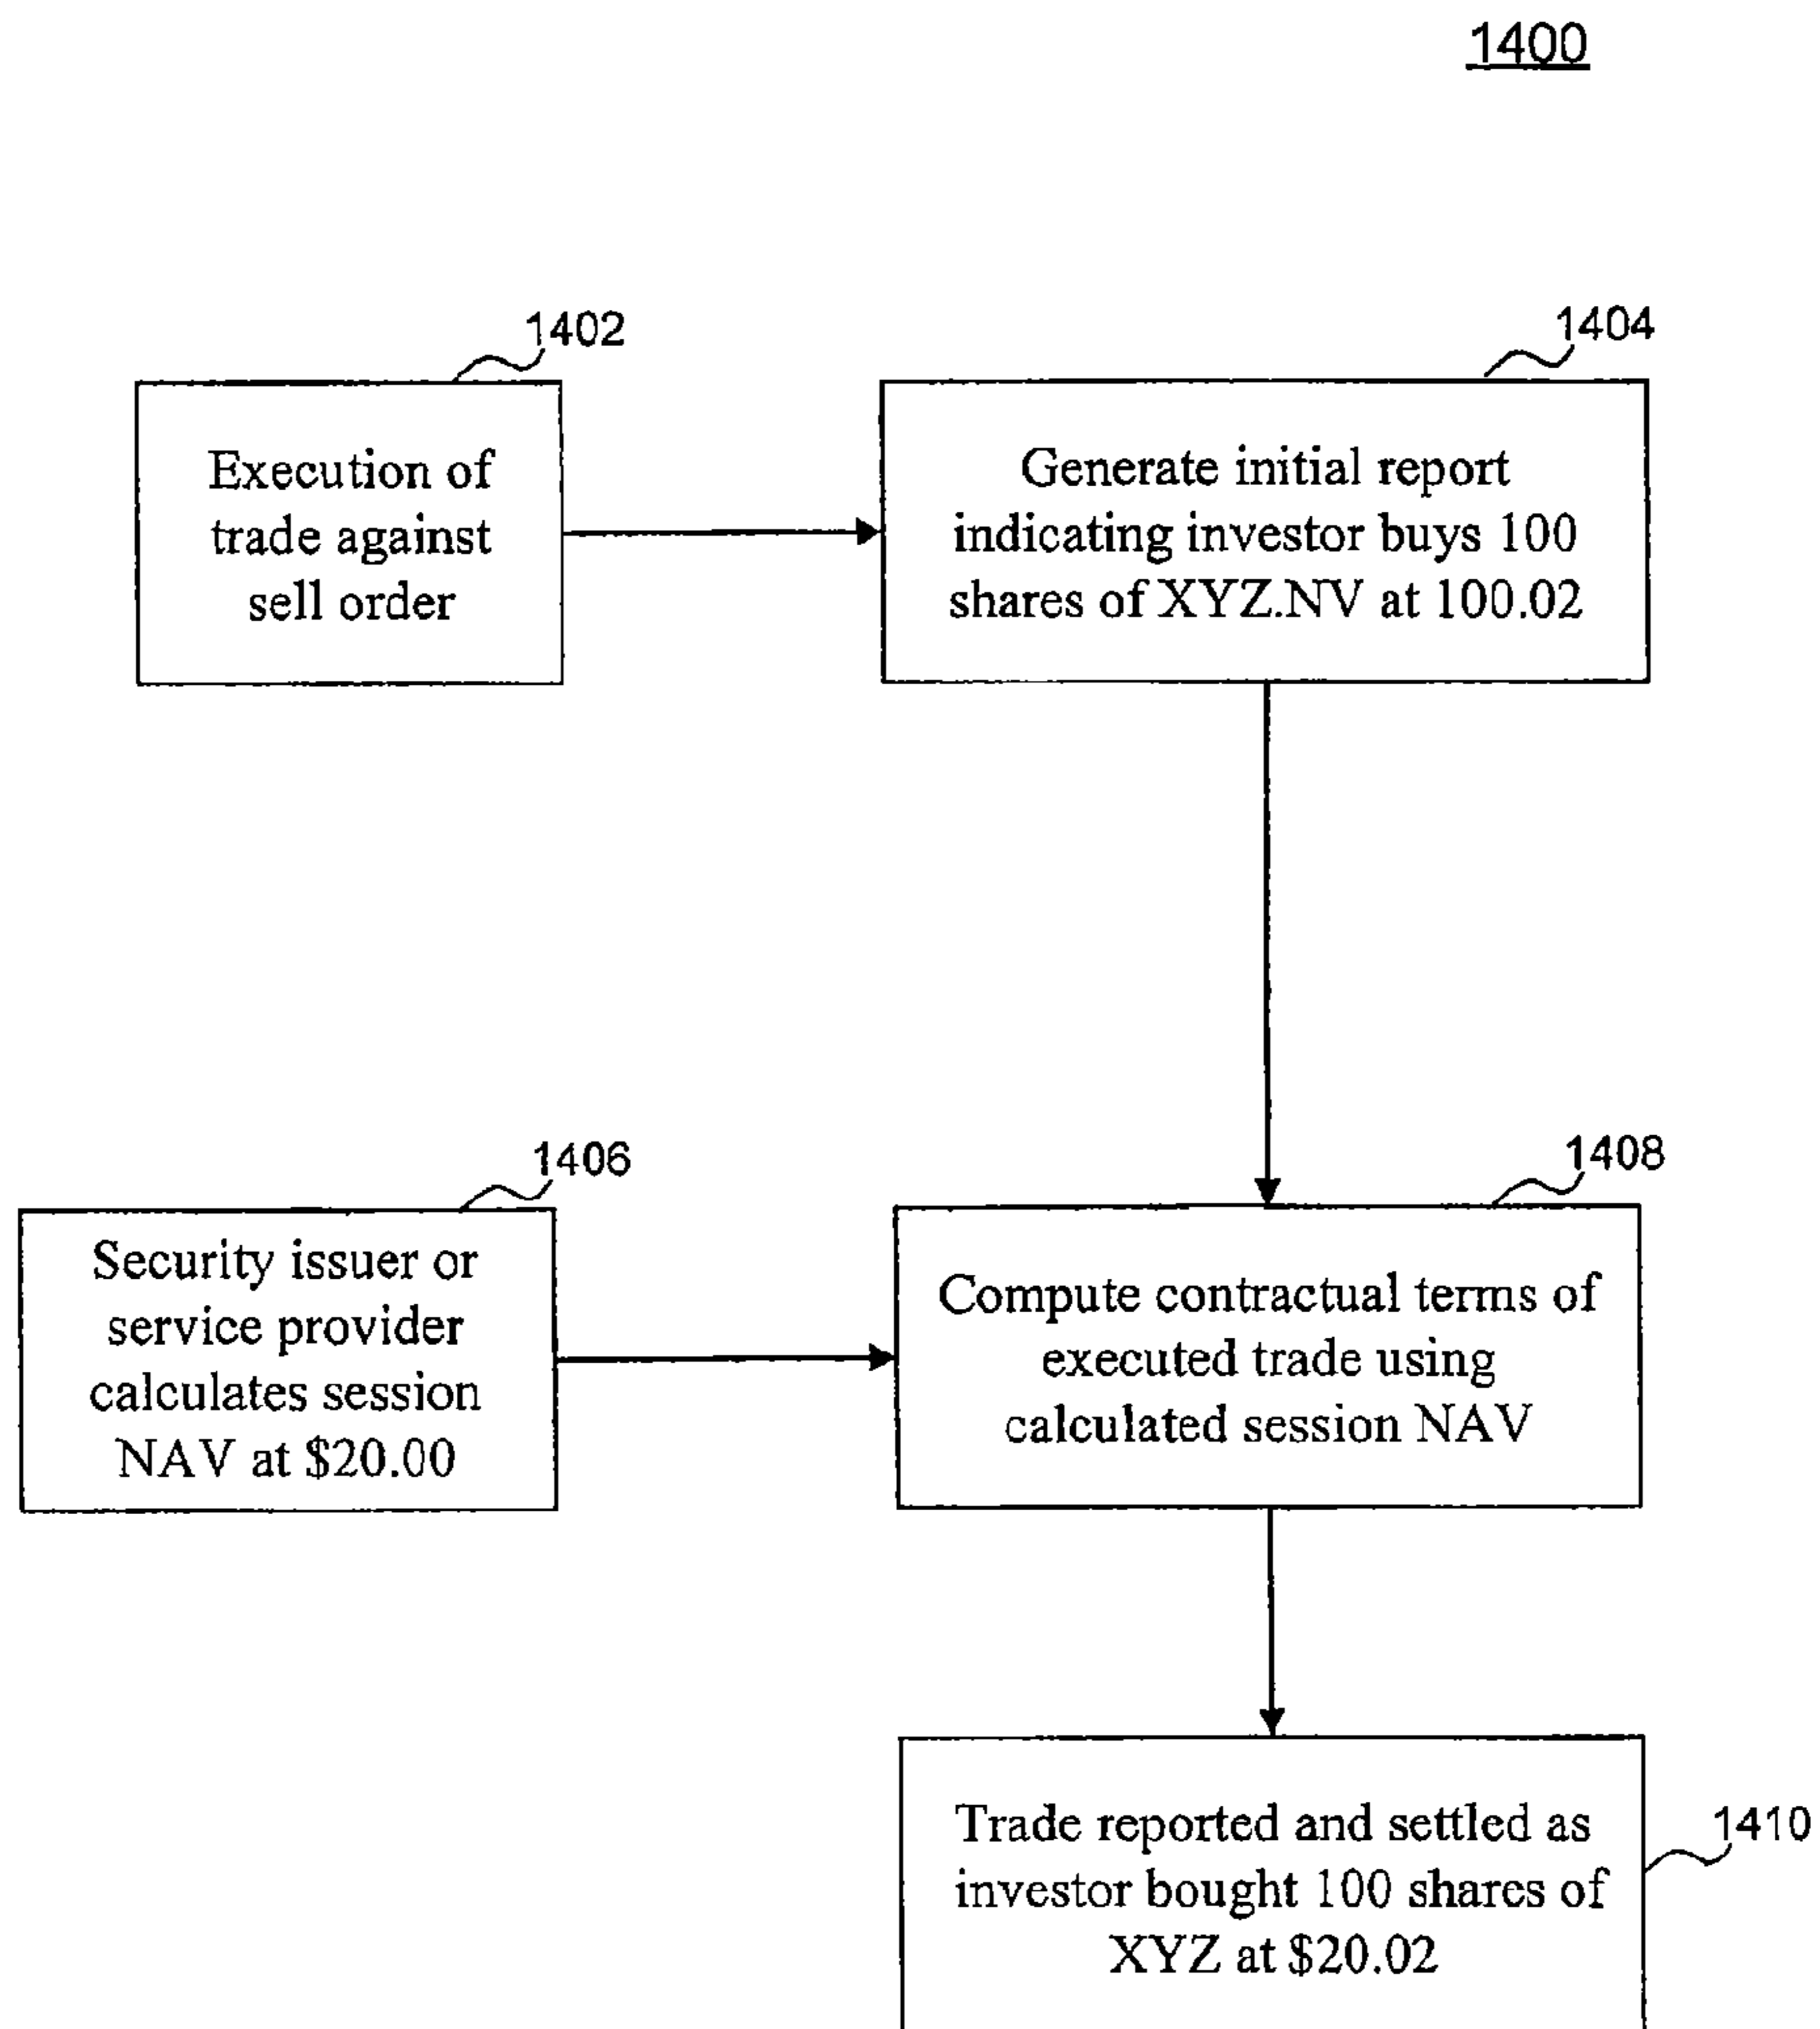 1400
1402
Execution of
trade against
sell order
1404
Generate initial report
indicating investor buys 100
shares of XYZ.NV at 100.02
1406
Security issuer or
service provider
calculates session
NAV at $20.00
1408
Compute contractual terms of
executed trade using
calculated session NAV
1410
Trade reported and settled as
investor bought 100 shares of
XYZ at $20.02